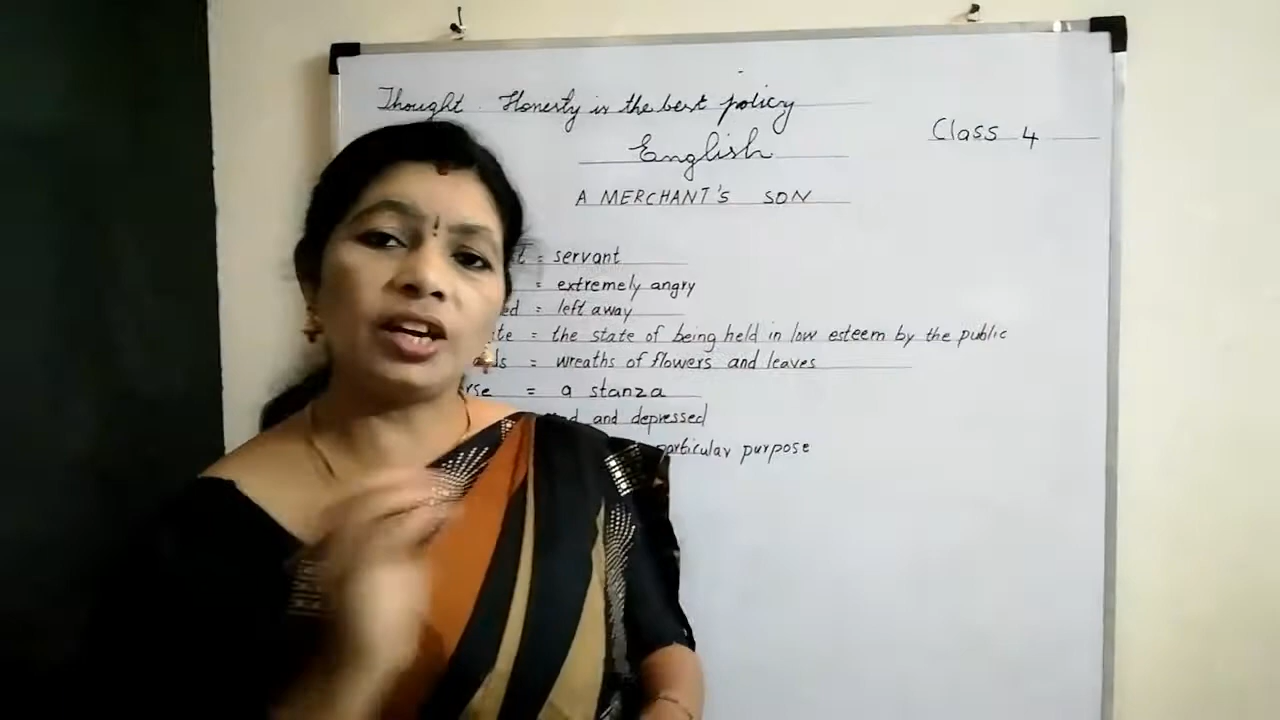 Thought. Honesty is the best policy
Class 4
English
A MERCHANT'S SON
= servant
= extremely angry
= left away
= the state of being held in low esteem by the public
= wreaths of flowers and leaves
= a stanza
and depressed
particular purpose